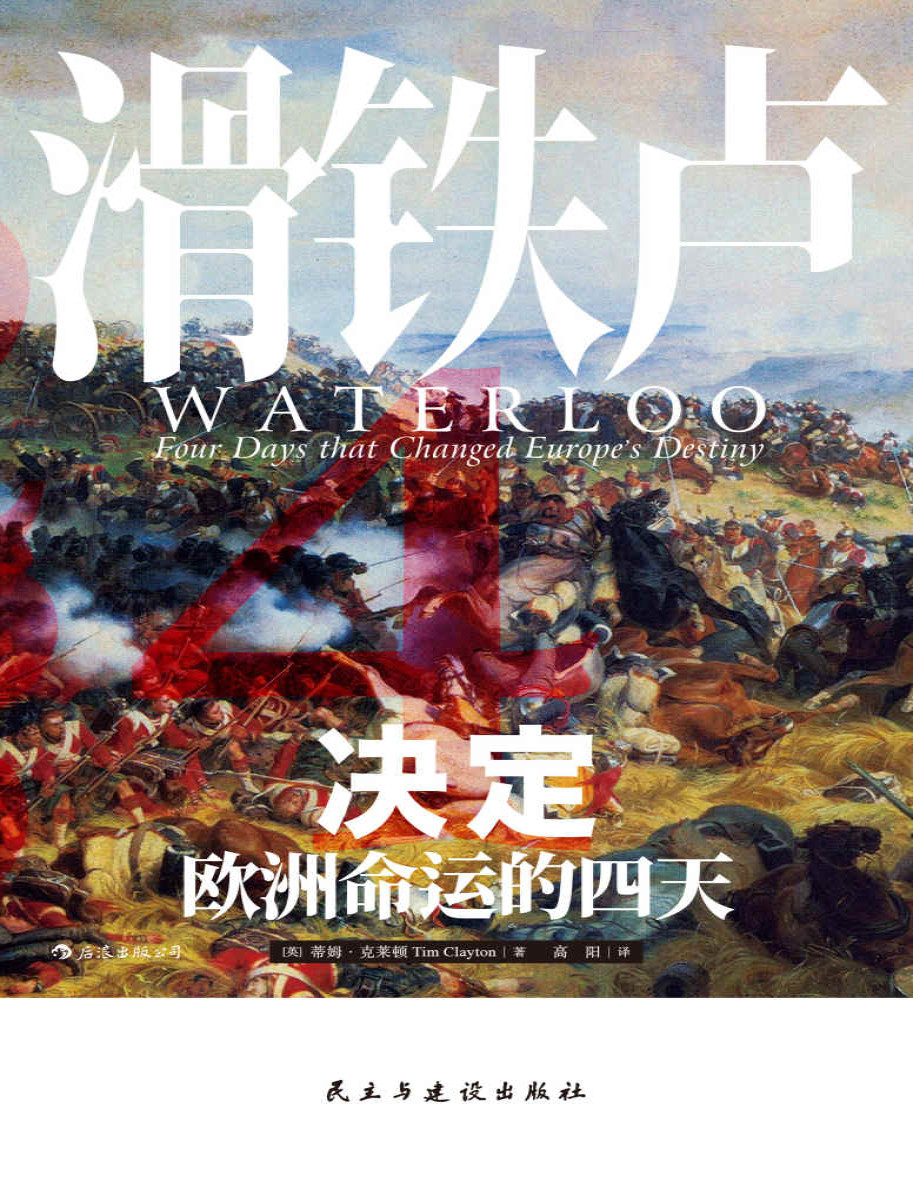 滑铁卢
WATERLOO
Four Days that Changed Europe's Destiny
4
决定
欧洲命运的四天
后浪出版公司
[英] 蒂姆·克莱顿 Tim Clayton | 著 高 阳 | 译
民主与建设出版社